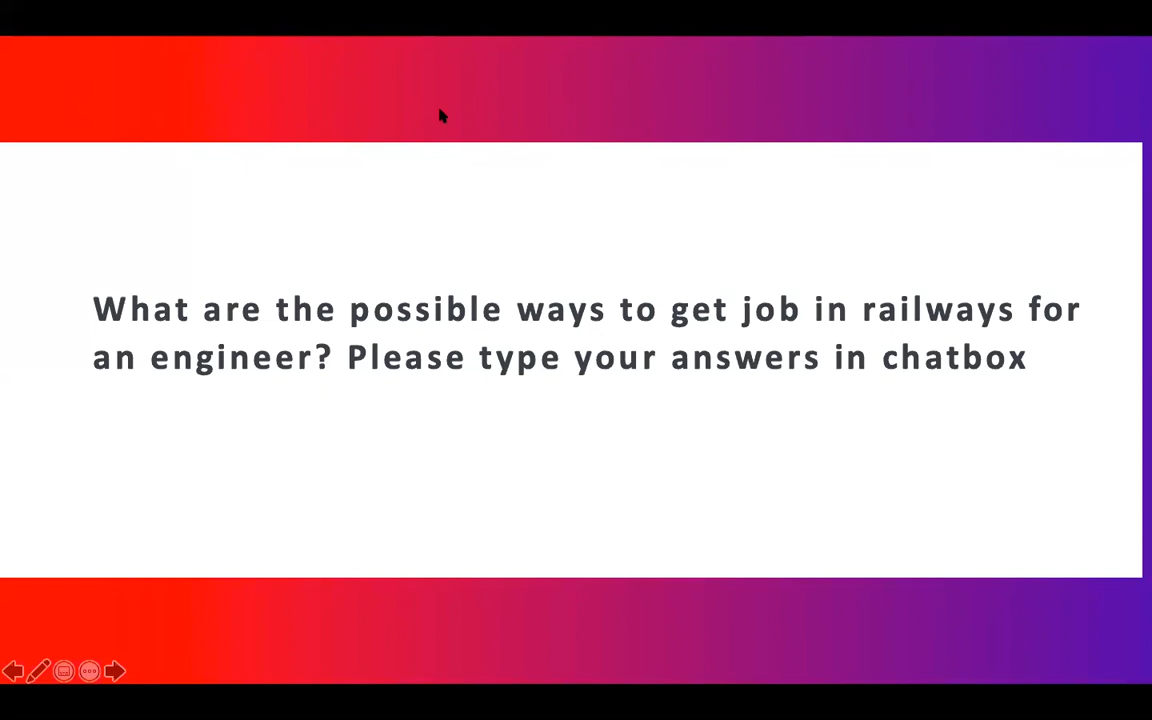 What are the possible ways to get job in railways for
an engineer? Please type your answers in chatbox